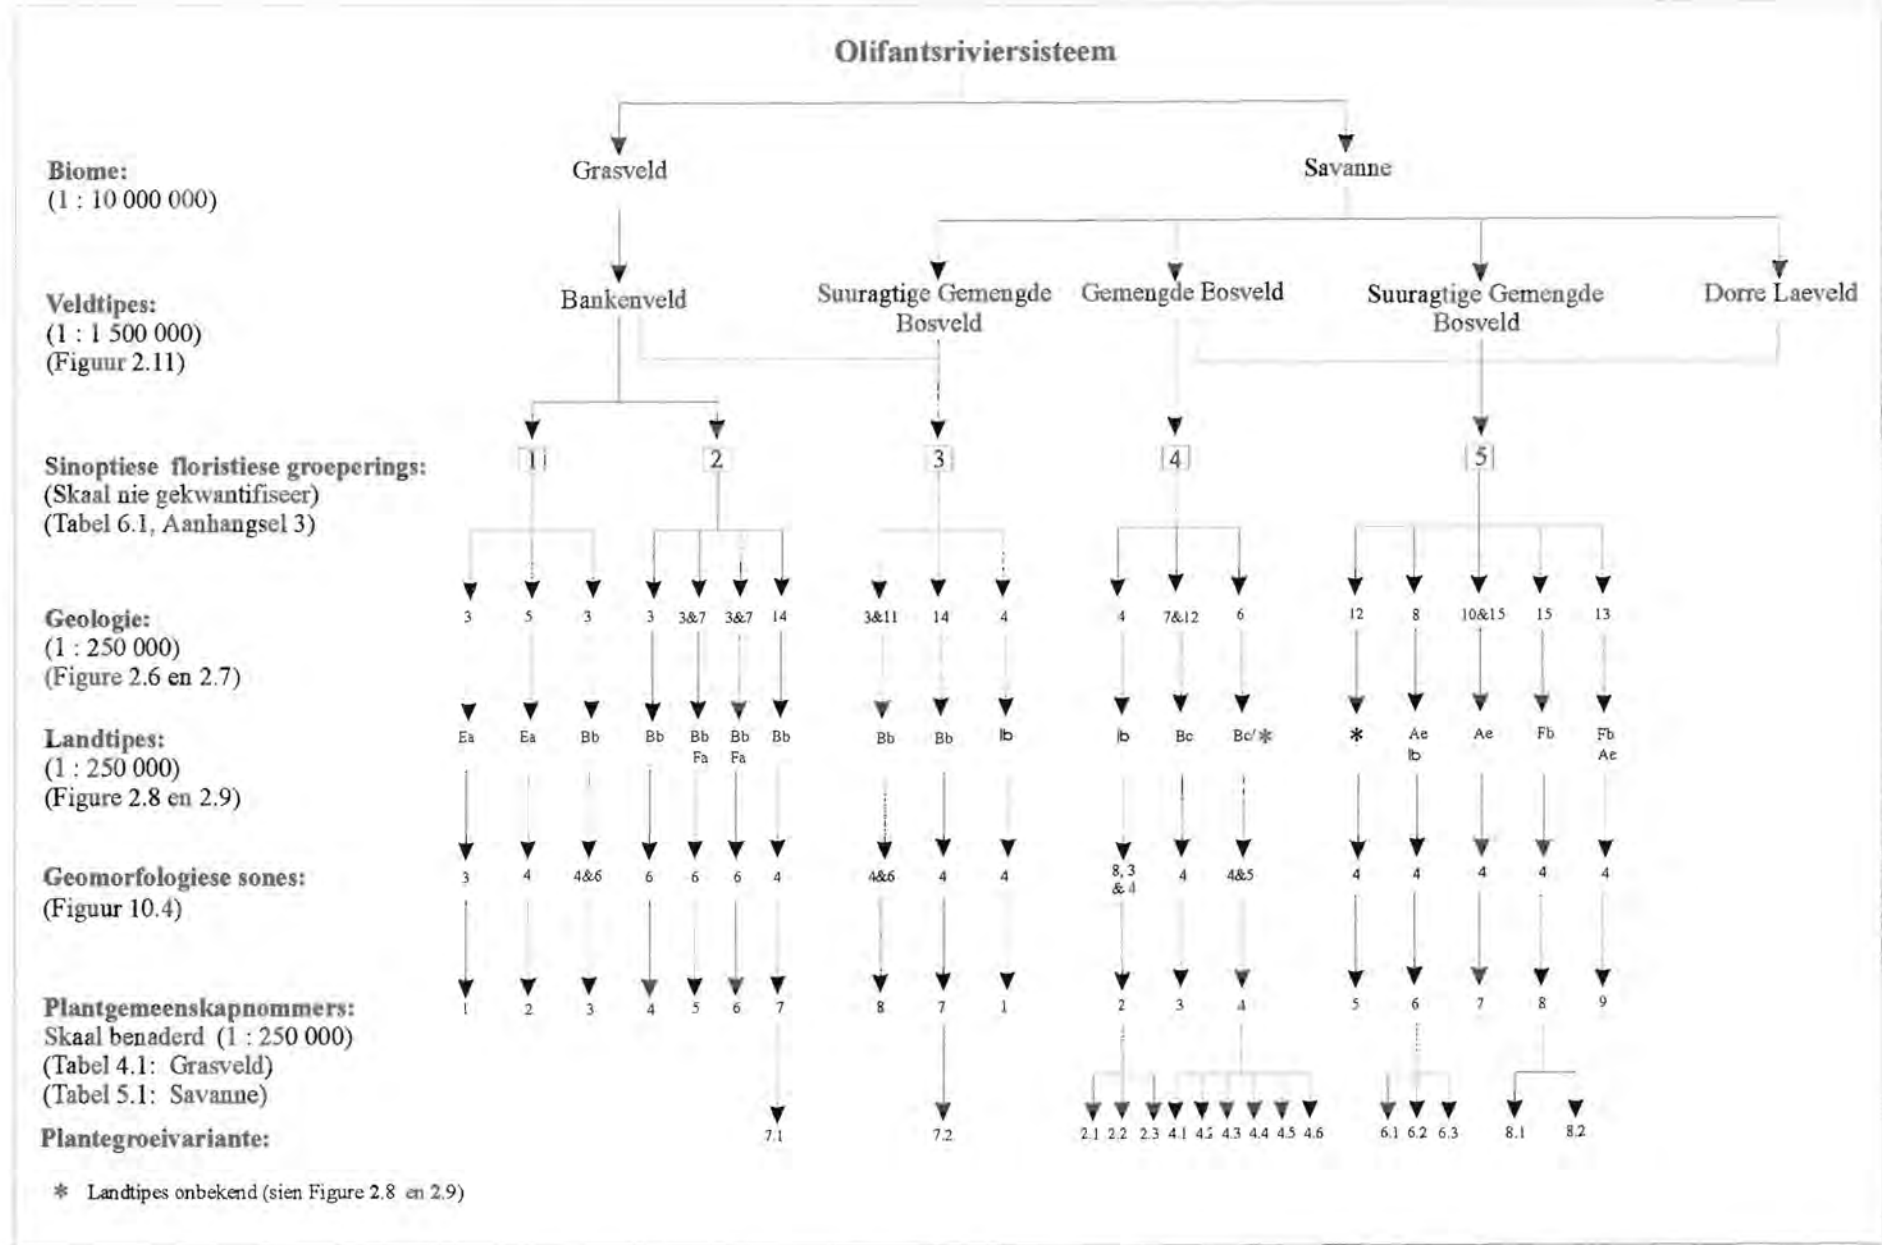 Olifantsriviersisteem
Biome:
(1 : 10 000 000)
Grasveld
Savanne
Veldtipes:
(1 : 1 500 000)
(Figuur 2.11)
Bankenveld
Suuragtige Gemengde
Bosveld
Gemengde Bosveld
Suuragtige Gemengde
Bosveld
Dorre Laeveld
Sinoptiese floristiese groeperings:
(Skaal nie gekwantifiseer)
(Tabel 6.1, Aanhangsel 3)
1 2 3 4 5
Geologie:
(1 : 250 000)
(Figure 2.6 en 2.7)
3 5 3 3 3&7 3&7 14 3&11 14 4 4 7&12 6 12 8 10&15 15 13
Landtipes:
(1 : 250 000)
(Figure 2.8 en 2.9)
Ea Ea Bb Bb Bb Bb Bb Bb Bb Ib Ib Bc Bc/* * Ae Ae Fb Fb
Fa Fa Ib Ae
Geomorfologiese sones:
(Figuur 10.4)
3 4 4&6 6 6 6 4 4&6 4 4 8, 3 4 4&5 4 4 4 4 4
& 4
Plantgemeenskapnommers:
Skaal benaderd (1 : 250 000)
(Tabel 4.1: Grasveld)
(Tabel 5.1: Savanne)
1 2 3 4 5 6 7 8 7 1 2 3 4 5 6 7 8 9
Plantegroeivariante:
7.1 7.2 2.1 2.2 2.3 4.1 4.2 4.3 4.4 4.5 4.6 6.1 6.2 6.3 8.1 8.2
* Landtipes onbekend (sien Figure 2.8 en 2.9)